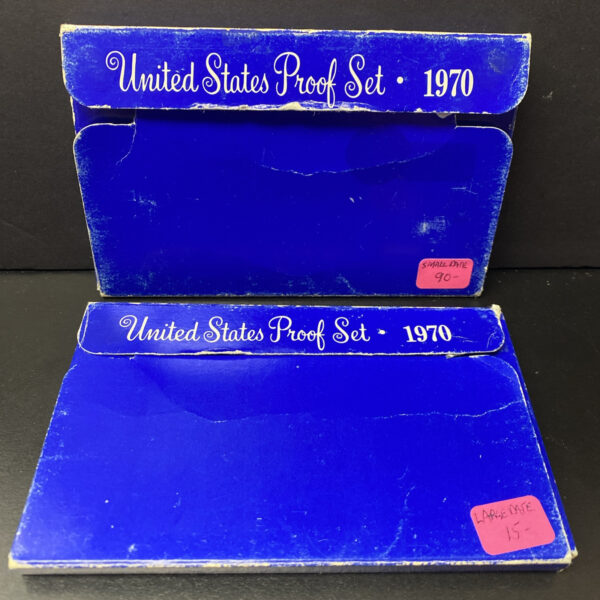 United States Proof Set • 1970
SMALL DATE
90-
United States Proof Set • 1970
LARGE DATE
15-